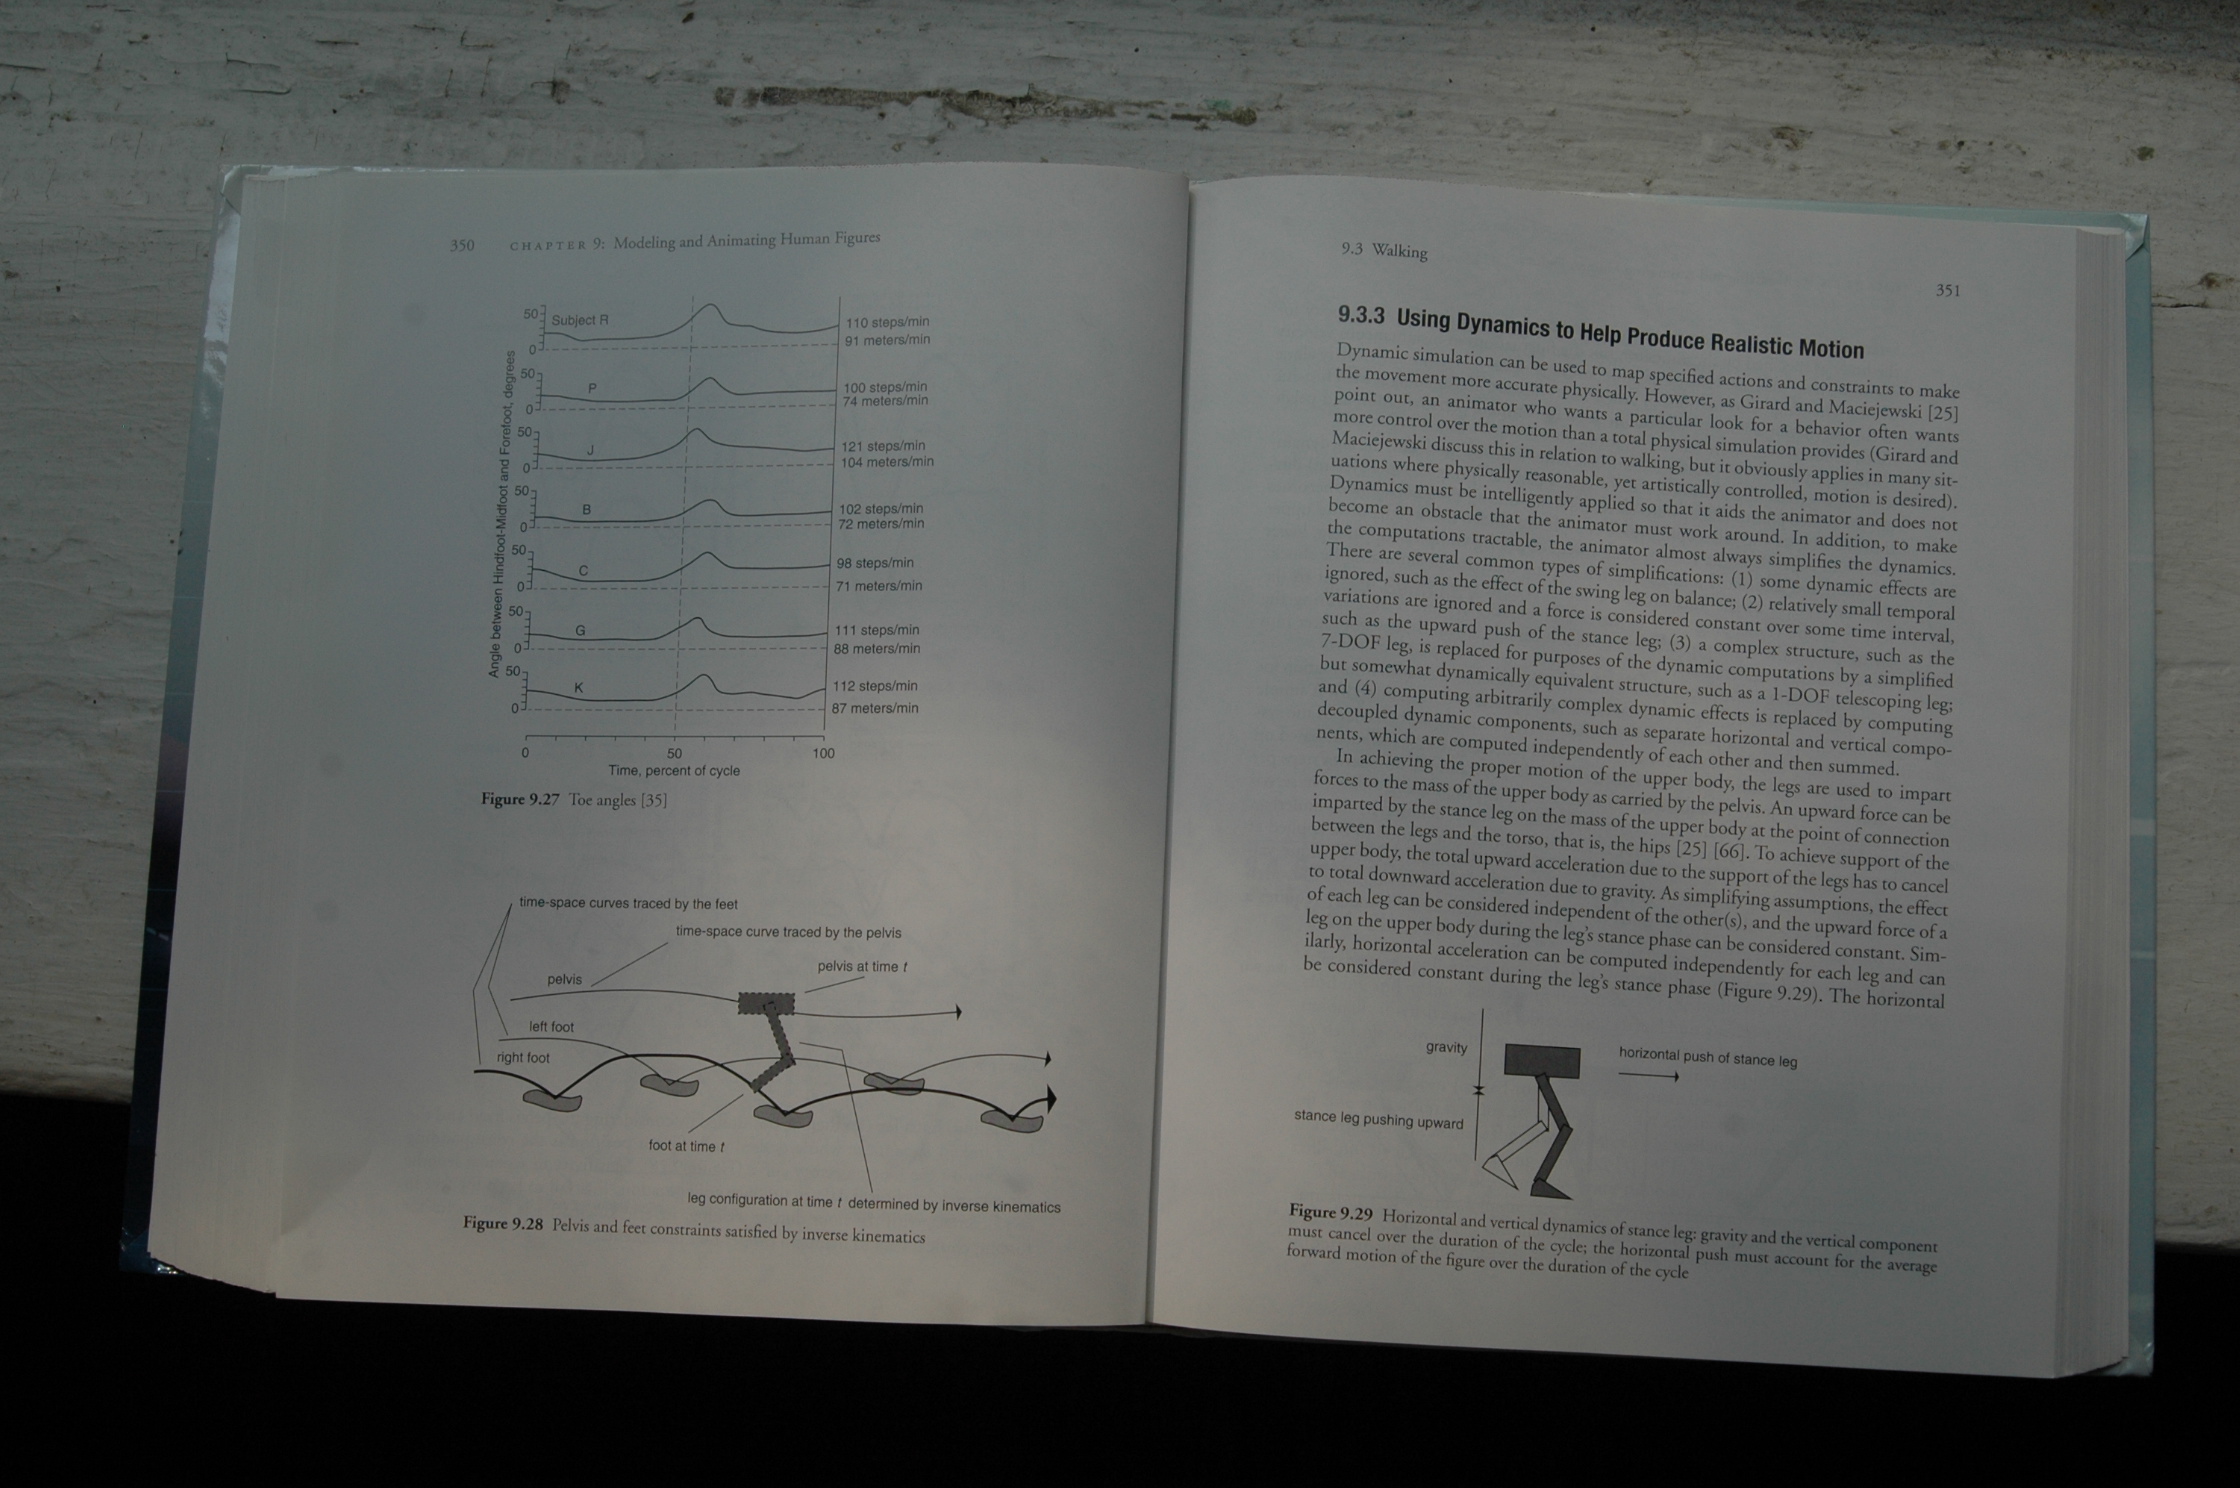 350 CHAPTER 9: Modeling and Animating Human Figures
Angle between Hindfoot-Midfoot and Forefoot, degrees
50
Subject R
0
110 steps/min
91 meters/min
50
P
0
100 steps/min
74 meters/min
50
J
0
121 steps/min
104 meters/min
50
B
0
102 steps/min
72 meters/min
50
C
0
98 steps/min
71 meters/min
50
G
0
111 steps/min
88 meters/min
50
K
0
112 steps/min
87 meters/min
0 50 100
Time, percent of cycle
Figure 9.27 Toe angles [35]
time-space curves traced by the feet
time-space curve traced by the pelvis
pelvis at time t
pelvis
left foot
right foot
foot at time t
leg configuration at time t determined by inverse kinematics
Figure 9.28 Pelvis and feet constraints satisfied by inverse kinematics
9.3 Walking
351
9.3.3 Using Dynamics to Help Produce Realistic Motion
Dynamic simulation can be used to map specified actions and constraints to make
the movement more accurate physically. However, as Girard and Maciejewski [25]
point out, an animator who wants a particular look for a behavior often wants
more control over the motion than a total physical simulation provides (Girard and
Maciejewski discuss this in relation to walking, but it obviously applies in many sit-
uations where physically reasonable, yet artistically controlled, motion is desired).
Dynamics must be intelligently applied so that it aids the animator and does not
become an obstacle that the animator must work around. In addition, to make
the computations tractable, the animator almost always simplifies the dynamics.
There are several common types of simplifications: (1) some dynamic effects are
ignored, such as the effect of the swing leg on balance; (2) relatively small temporal
variations are ignored and a force is considered constant over some time interval,
such as the upward push of the stance leg; (3) a complex structure, such as the
7-DOF leg, is replaced for purposes of the dynamic computations by a simplified
but somewhat dynamically equivalent structure, such as a 1-DOF telescoping leg;
and (4) computing arbitrarily complex dynamic effects is replaced by computing
decoupled dynamic components, such as separate horizontal and vertical compo-
nents, which are computed independently of each other and then summed.
In achieving the proper motion of the upper body, the legs are used to impart
forces to the mass of the upper body as carried by the pelvis. An upward force can be
imparted by the stance leg on the mass of the upper body at the point of connection
between the legs and the torso, that is, the hips [25] [66]. To achieve support of the
upper body, the total upward acceleration due to the support of the legs has to cancel
to total downward acceleration due to gravity. As simplifying assumptions, the effect
of each leg can be considered independent of the other(s), and the upward force of a
leg on the upper body during the leg's stance phase can be considered constant. Sim-
ilarly, horizontal acceleration can be computed independently for each leg and can
be considered constant during the leg's stance phase (Figure 9.29). The horizontal
gravity
horizontal push of stance leg
stance leg pushing upward
Figure 9.29 Horizontal and vertical dynamics of stance leg: gravity and the vertical component
must cancel over the duration of the cycle; the horizontal push must account for the average
forward motion of the figure over the duration of the cycle